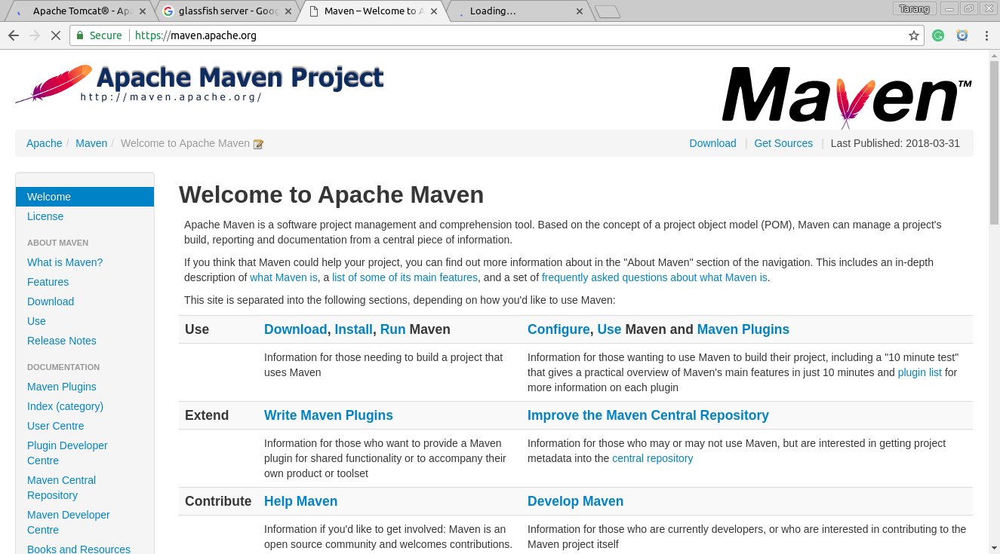 Apache Tomcat® - Apa
glassfish server - Goog
Maven – Welcome to A
Loading…
Tarang
Secure
https://maven.apache.org
Apache Maven Project
http://maven.apache.org/
Maven™
Apache / Maven / Welcome to Apache Maven
Download | Get Sources | Last Published: 2018-03-31
Welcome
License
ABOUT MAVEN
What is Maven?
Features
Download
Use
Release Notes
DOCUMENTATION
Maven Plugins
Index (category)
User Centre
Plugin Developer
Centre
Maven Central
Repository
Maven Developer
Centre
Books and Resources
Welcome to Apache Maven
Apache Maven is a software project management and comprehension tool. Based on the concept of a project object model (POM), Maven can manage a project's
build, reporting and documentation from a central piece of information.
If you think that Maven could help your project, you can find out more information about in the "About Maven" section of the navigation. This includes an in-depth
description of what Maven is, a list of some of its main features, and a set of frequently asked questions about what Maven is.
This site is separated into the following sections, depending on how you'd like to use Maven:
Use
Download, Install, Run Maven
Configure, Use Maven and Maven Plugins
Information for those needing to build a project that
uses Maven
Information for those wanting to use Maven to build their project, including a "10 minute test"
that gives a practical overview of Maven's main features in just 10 minutes and plugin list for
more information on each plugin
Extend
Write Maven Plugins
Improve the Maven Central Repository
Information for those who want to provide a Maven
plugin for shared functionality or to accompany their
own product or toolset
Information for those who may or may not use Maven, but are interested in getting project
metadata into the central repository
Contribute
Help Maven
Develop Maven
Information if you'd like to get involved: Maven is an
open source community and welcomes contributions.
Information for those who are currently developers, or who are interested in contributing to the
Maven project itself